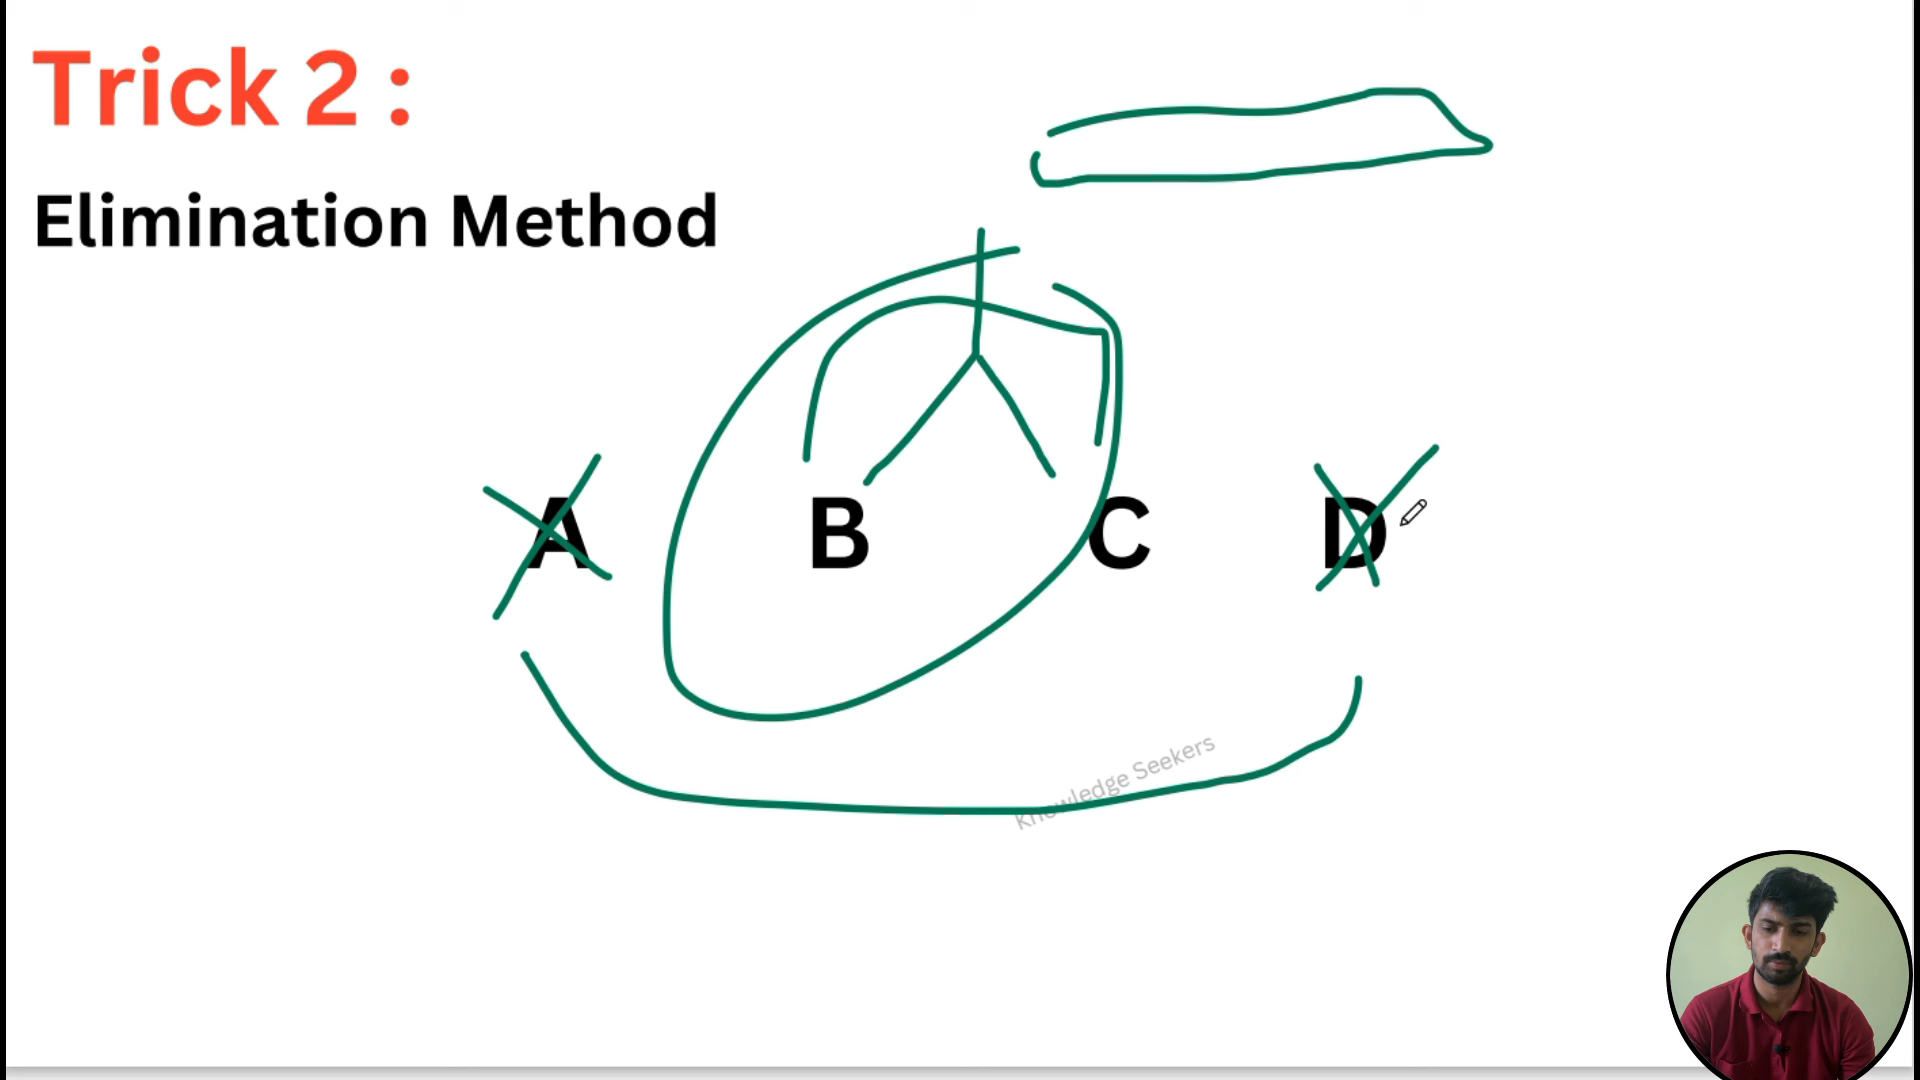 Trick 2 :
Elimination Method
A B C D
Knowledge Seekers